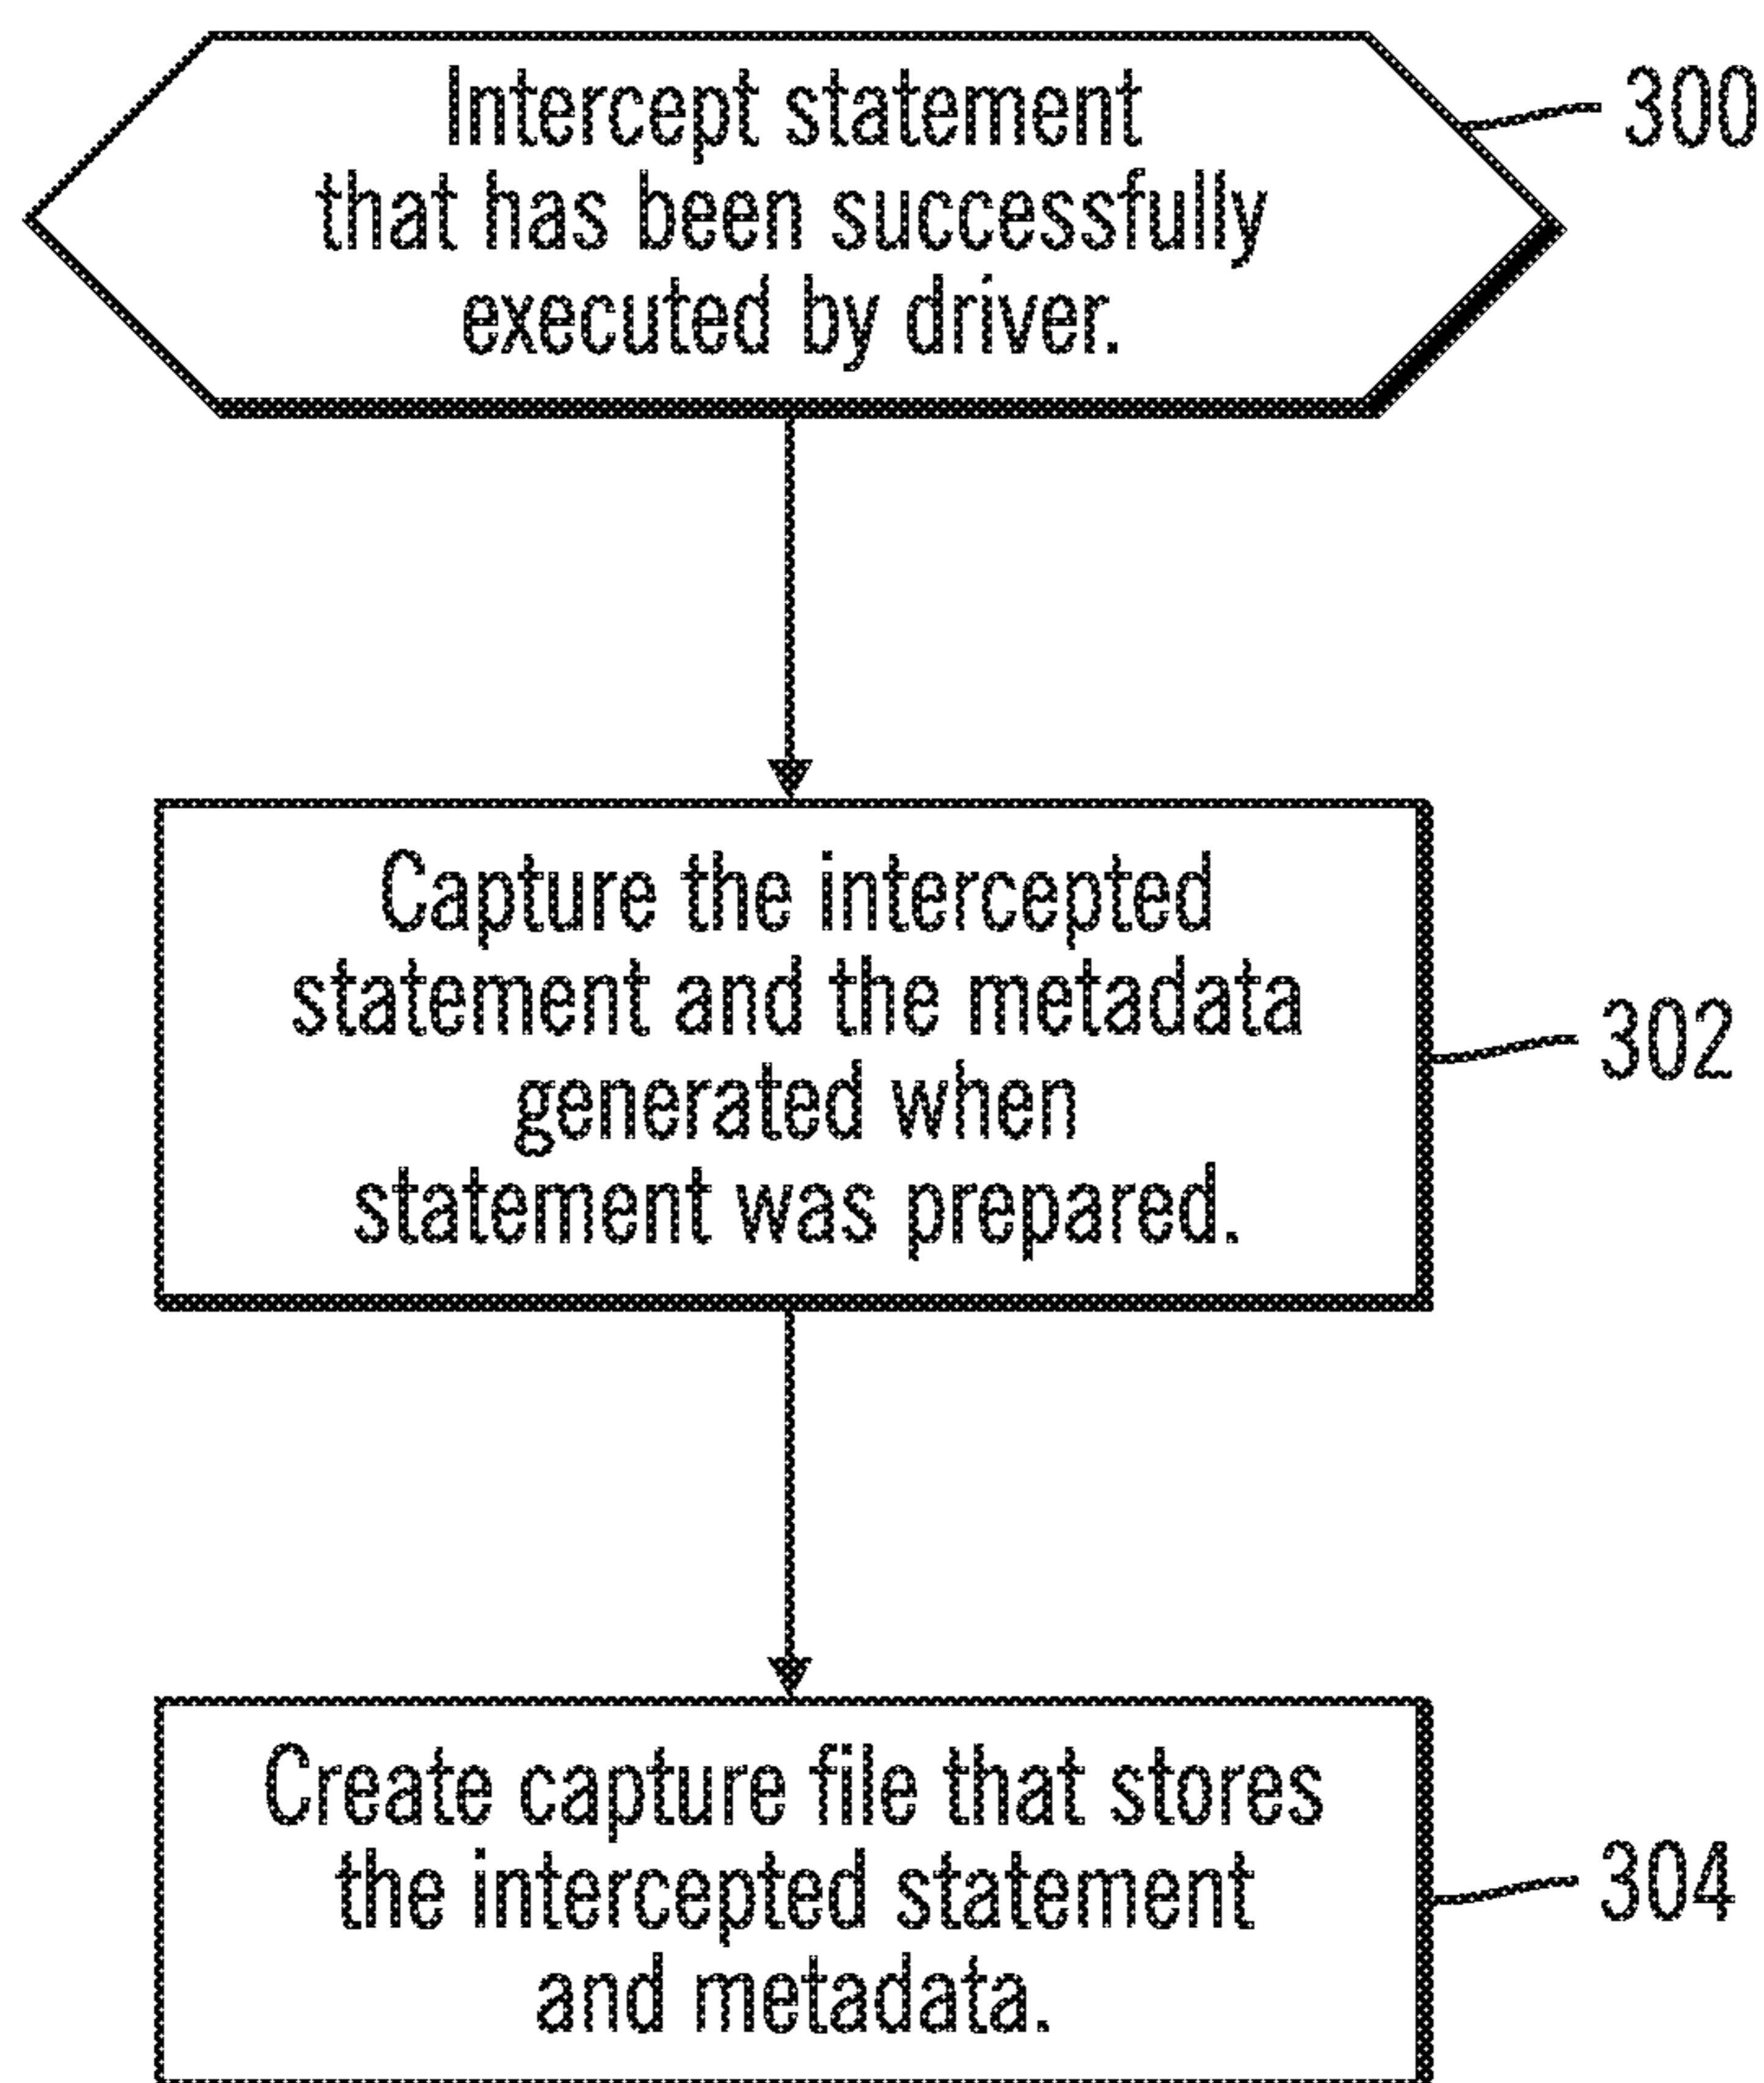 Intercept statement
that has been successfully
executed by driver.
300
Capture the intercepted
statement and the metadata
generated when
statement was prepared.
302
Create capture file that stores
the intercepted statement
and metadata.
304